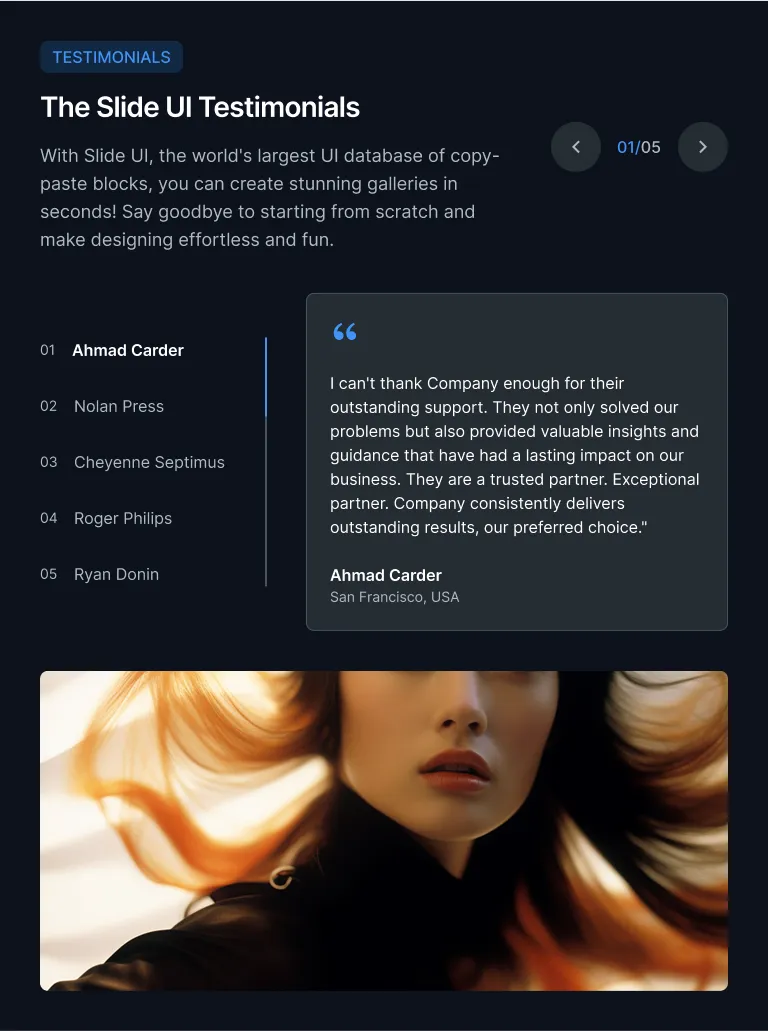 TESTIMONIALS
The Slide UI Testimonials
With Slide UI, the world's largest UI database of copy-
paste blocks, you can create stunning galleries in
seconds! Say goodbye to starting from scratch and
make designing effortless and fun.
01/05
01 Ahmad Carder
02 Nolan Press
03 Cheyenne Septimus
04 Roger Philips
05 Ryan Donin
“
I can't thank Company enough for their
outstanding support. They not only solved our
problems but also provided valuable insights and
guidance that have had a lasting impact on our
business. They are a trusted partner. Exceptional
partner. Company consistently delivers
outstanding results, our preferred choice."
Ahmad Carder
San Francisco, USA